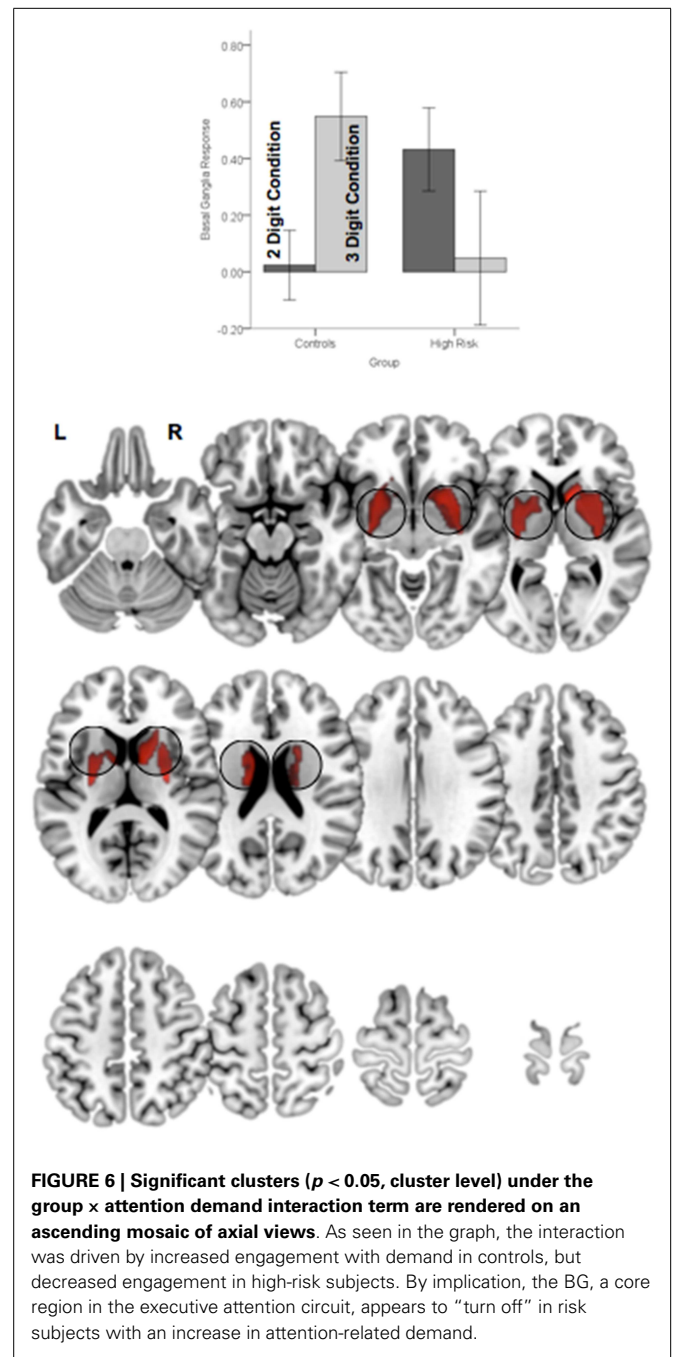 0.80
0.60
0.40
0.20
0.00
-0.20
Basal Ganglia Response
2 Digit Condition
3 Digit Condition
Controls
High Risk
Group
L
R
FIGURE 6 | Significant clusters (p < 0.05, cluster level) under the
group x attention demand interaction term are rendered on an
ascending mosaic of axial views. As seen in the graph, the interaction
was driven by increased engagement with demand in controls, but
decreased engagement in high-risk subjects. By implication, the BG, a core
region in the executive attention circuit, appears to “turn off” in risk
subjects with an increase in attention-related demand.